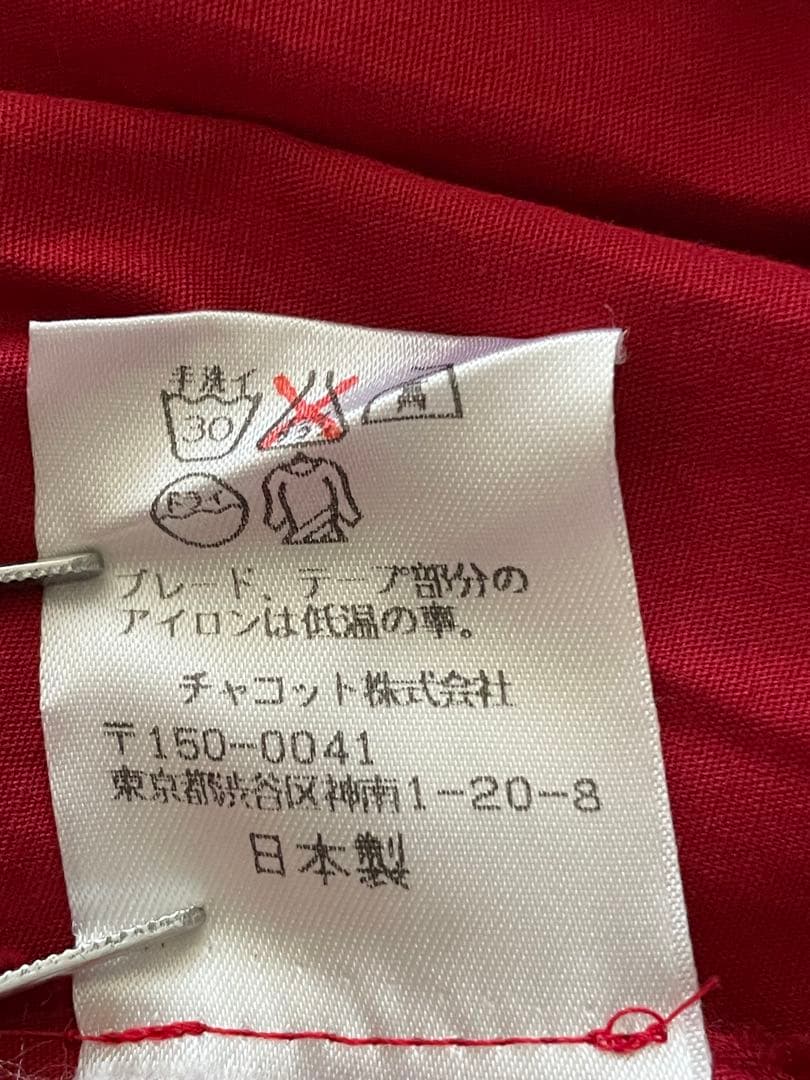 手洗イ
30
高
ドライ
ブレード、テープ部分の
アイロンは低温の事。
チャコット株式会社
〒150-0041
東京都渋谷区神南1-20-8
日本製